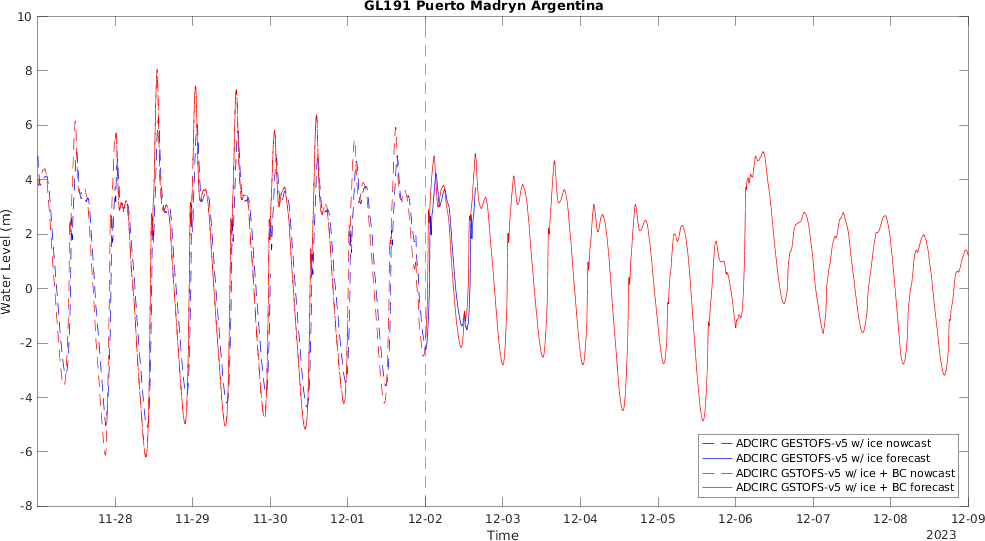 GL191 Puerto Madryn Argentina
10
8
6
4
2
0
-2
-4
-6
-8
Water Level (m)
ADCIRC GESTOFS-v5 w/ ice nowcast
ADCIRC GESTOFS-v5 w/ ice forecast
ADCIRC GSTOFS-v5 w/ ice + BC nowcast
ADCIRC GSTOFS-v5 w/ ice + BC forecast
11-28 11-29 11-30 12-01 12-02 12-03 12-04 12-05 12-06 12-07 12-08 12-09
Time
2023